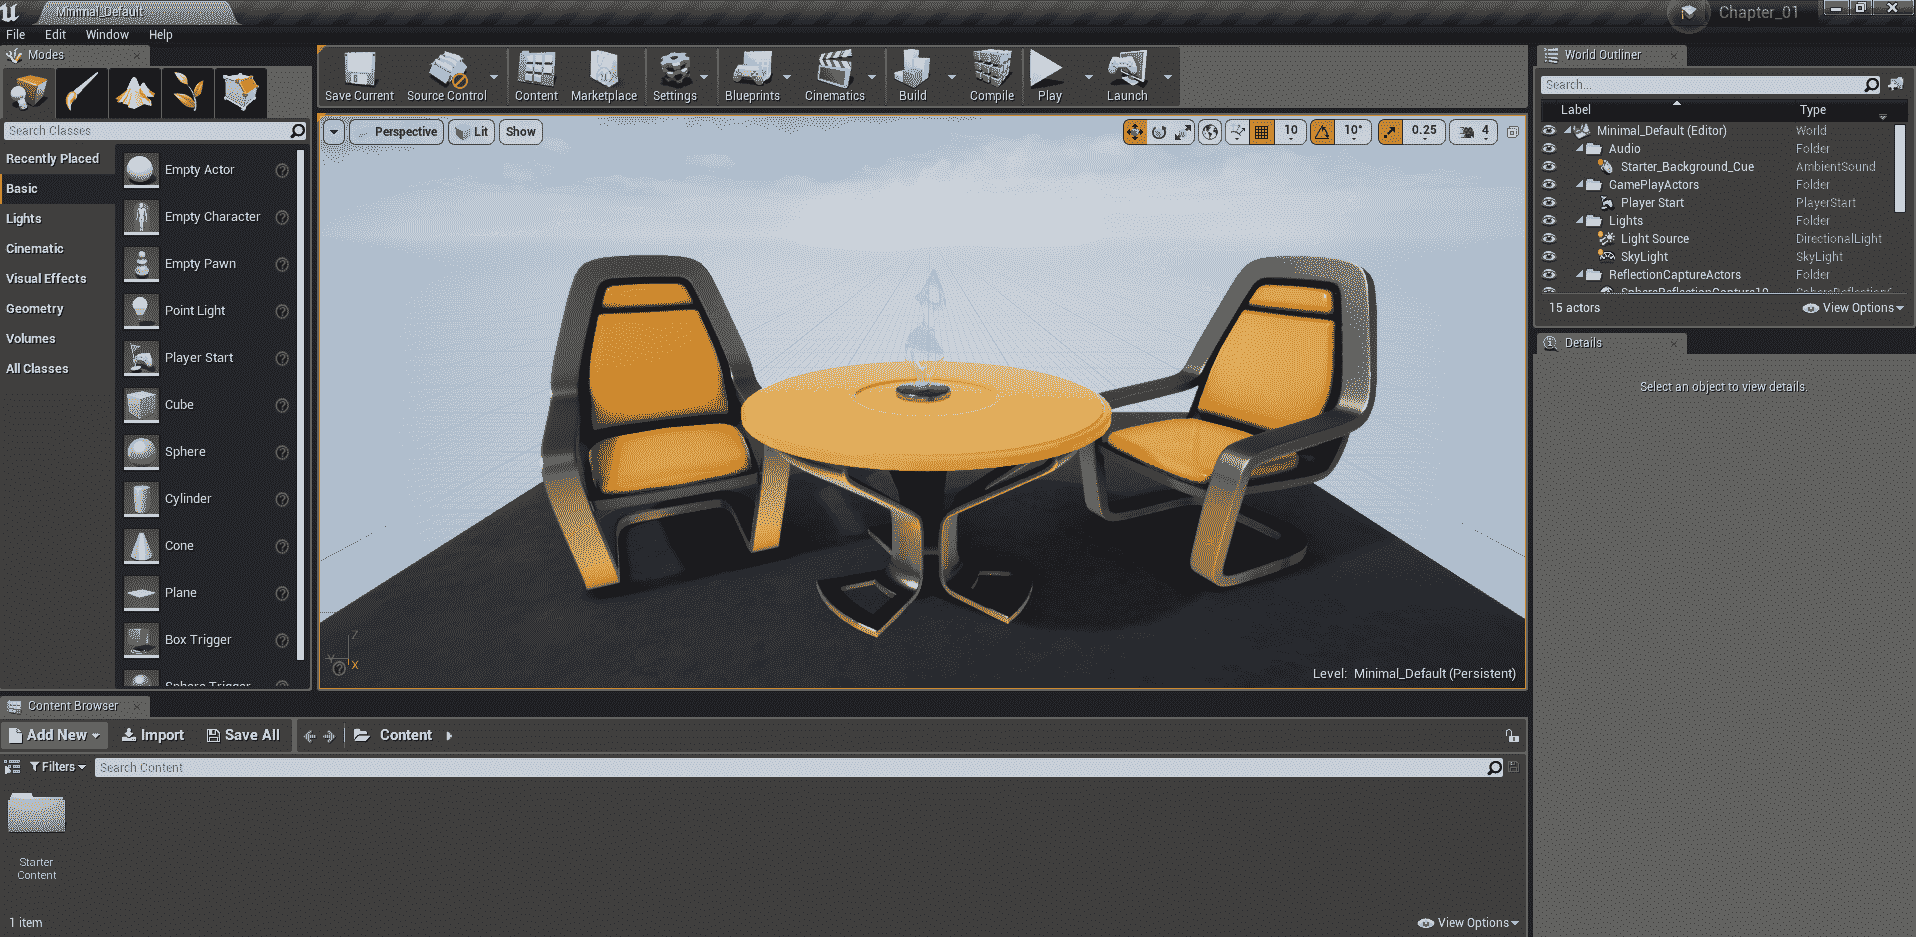 Minimal_Default
Chapter_01
File Edit Window Help
Modes
Search Classes
Recently Placed
Basic
Lights
Cinematic
Visual Effects
Geometry
Volumes
All Classes
Empty Actor
Empty Character
Empty Pawn
Point Light
Player Start
Cube
Sphere
Cylinder
Cone
Plane
Box Trigger
Sphere Trigger
Save Current
Source Control
Content
Marketplace
Settings
Blueprints
Cinematics
Build
Compile
Play
Launch
Perspective
Lit
Show
10
10°
0.25
4
Z
Y
X
Level: Minimal_Default (Persistent)
World Outliner
Search...
Label Type
Minimal_Default (Editor) World
Audio Folder
Starter_Background_Cue AmbientSound
GamePlayActors Folder
Player Start PlayerStart
Lights Folder
Light Source DirectionalLight
SkyLight SkyLight
ReflectionCaptureActors Folder
SphereReflectionCapture10
15 actors
View Options
Details
Select an object to view details.
Content Browser
Add New
Import
Save All
Content
Filters
Search Content
Starter
Content
1 item
View Options